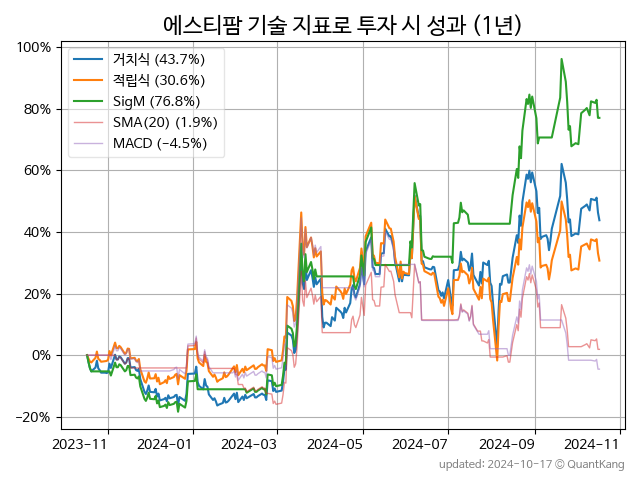 에스티팜 기술 지표로 투자 시 성과 (1년)
100%
80%
60%
40%
20%
0%
−20%
거치식 (43.7%)
적립식 (30.6%)
SigM (76.8%)
SMA(20) (1.9%)
MACD (−4.5%)
2023-11 2024-01 2024-03 2024-05 2024-07 2024-09 2024-11
updated: 2024-10-17 © QuantKang